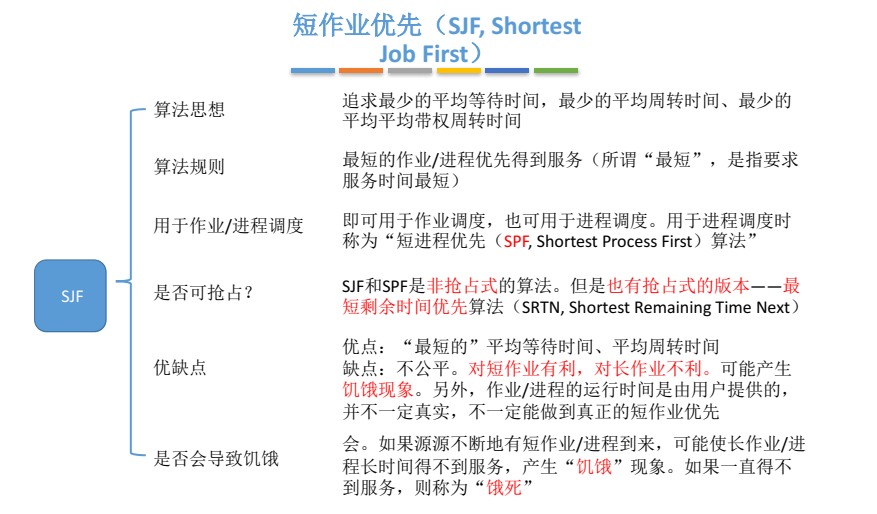 短作业优先（SJF, Shortest
Job First）
SJF
算法思想
追求最少的平均等待时间，最少的平均周转时间、最少的
平均平均带权周转时间
算法规则
最短的作业/进程优先得到服务（所谓“最短”，是指要求
服务时间最短）
用于作业/进程调度
即可用于作业调度，也可用于进程调度。用于进程调度时
称为“短进程优先（SPF, Shortest Process First）算法”
是否可抢占？
SJF和SPF是非抢占式的算法。但是也有抢占式的版本——最
短剩余时间优先算法（SRTN, Shortest Remaining Time Next）
优缺点
优点：“最短的”平均等待时间、平均周转时间
缺点：不公平。对短作业有利，对长作业不利。可能产生
饥饿现象。另外，作业/进程的运行时间是由用户提供的，
并不一定真实，不一定能做到真正的短作业优先
是否会导致饥饿
会。如果源源不断地有短作业/进程到来，可能使长作业/进
程长时间得不到服务，产生“饥饿”现象。如果一直得不
到服务，则称为“饿死”